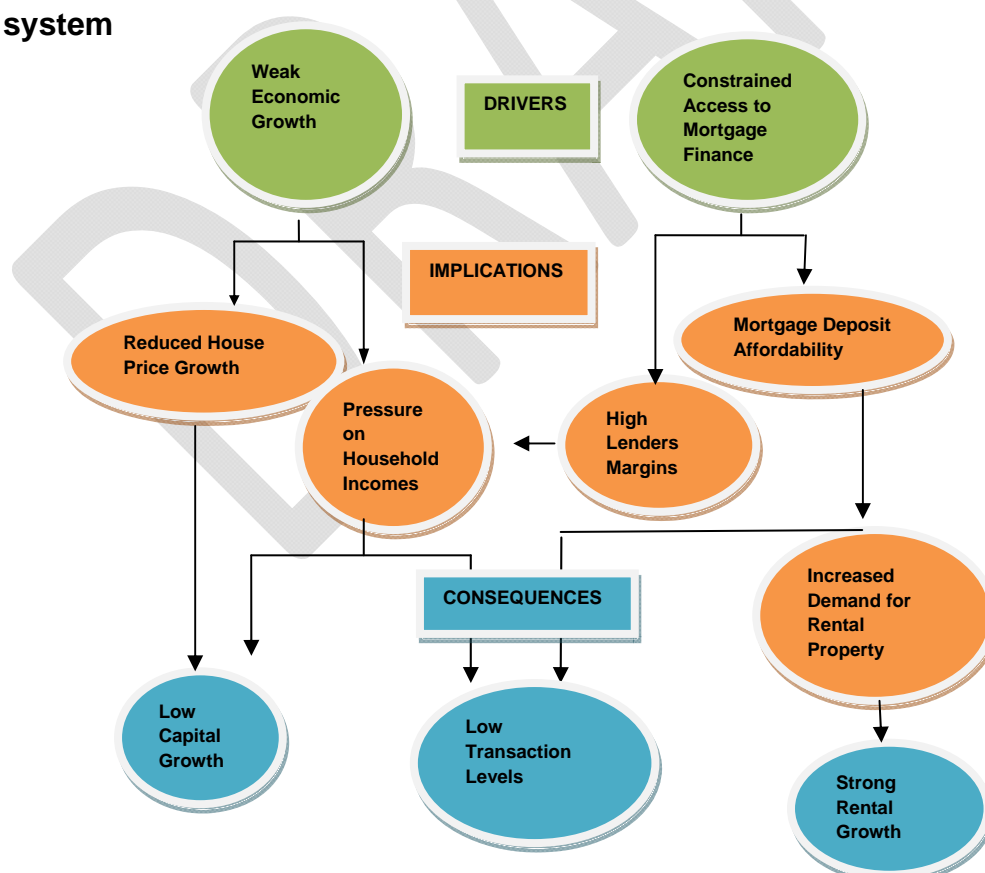 system
Weak
Economic
Growth
DRIVERS
Constrained
Access to
Mortgage
Finance
IMPLICATIONS
Reduced House
Price Growth
Mortgage Deposit
Affordability
Pressure
on
Household
Incomes
High
Lenders
Margins
CONSEQUENCES
Increased
Demand for
Rental
Property
Low
Capital
Growth
Low
Transaction
Levels
Strong
Rental
Growth